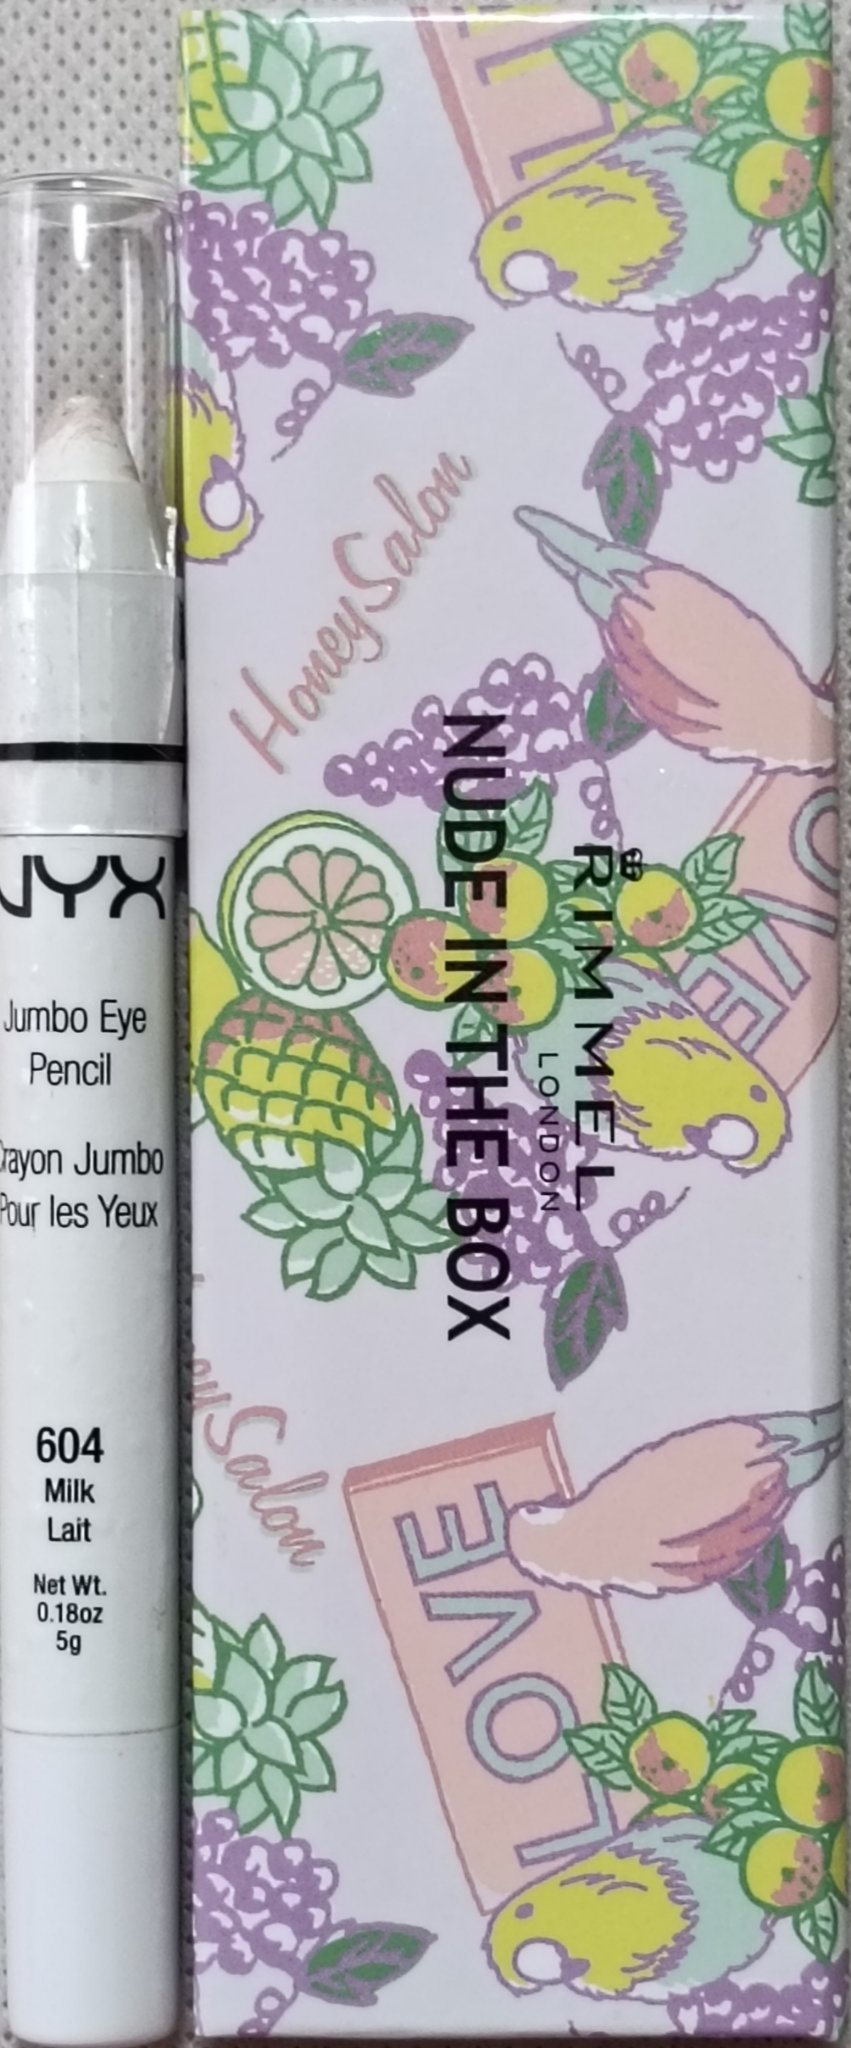 NYX
Jumbo Eye
Pencil
Crayon Jumbo
Pour les Yeux
604
Milk
Lait
Net Wt.
0.18oz
5g
HoneySalon
RIMMEL
LONDON
NUDE IN THE BOX
Salon
LOVE